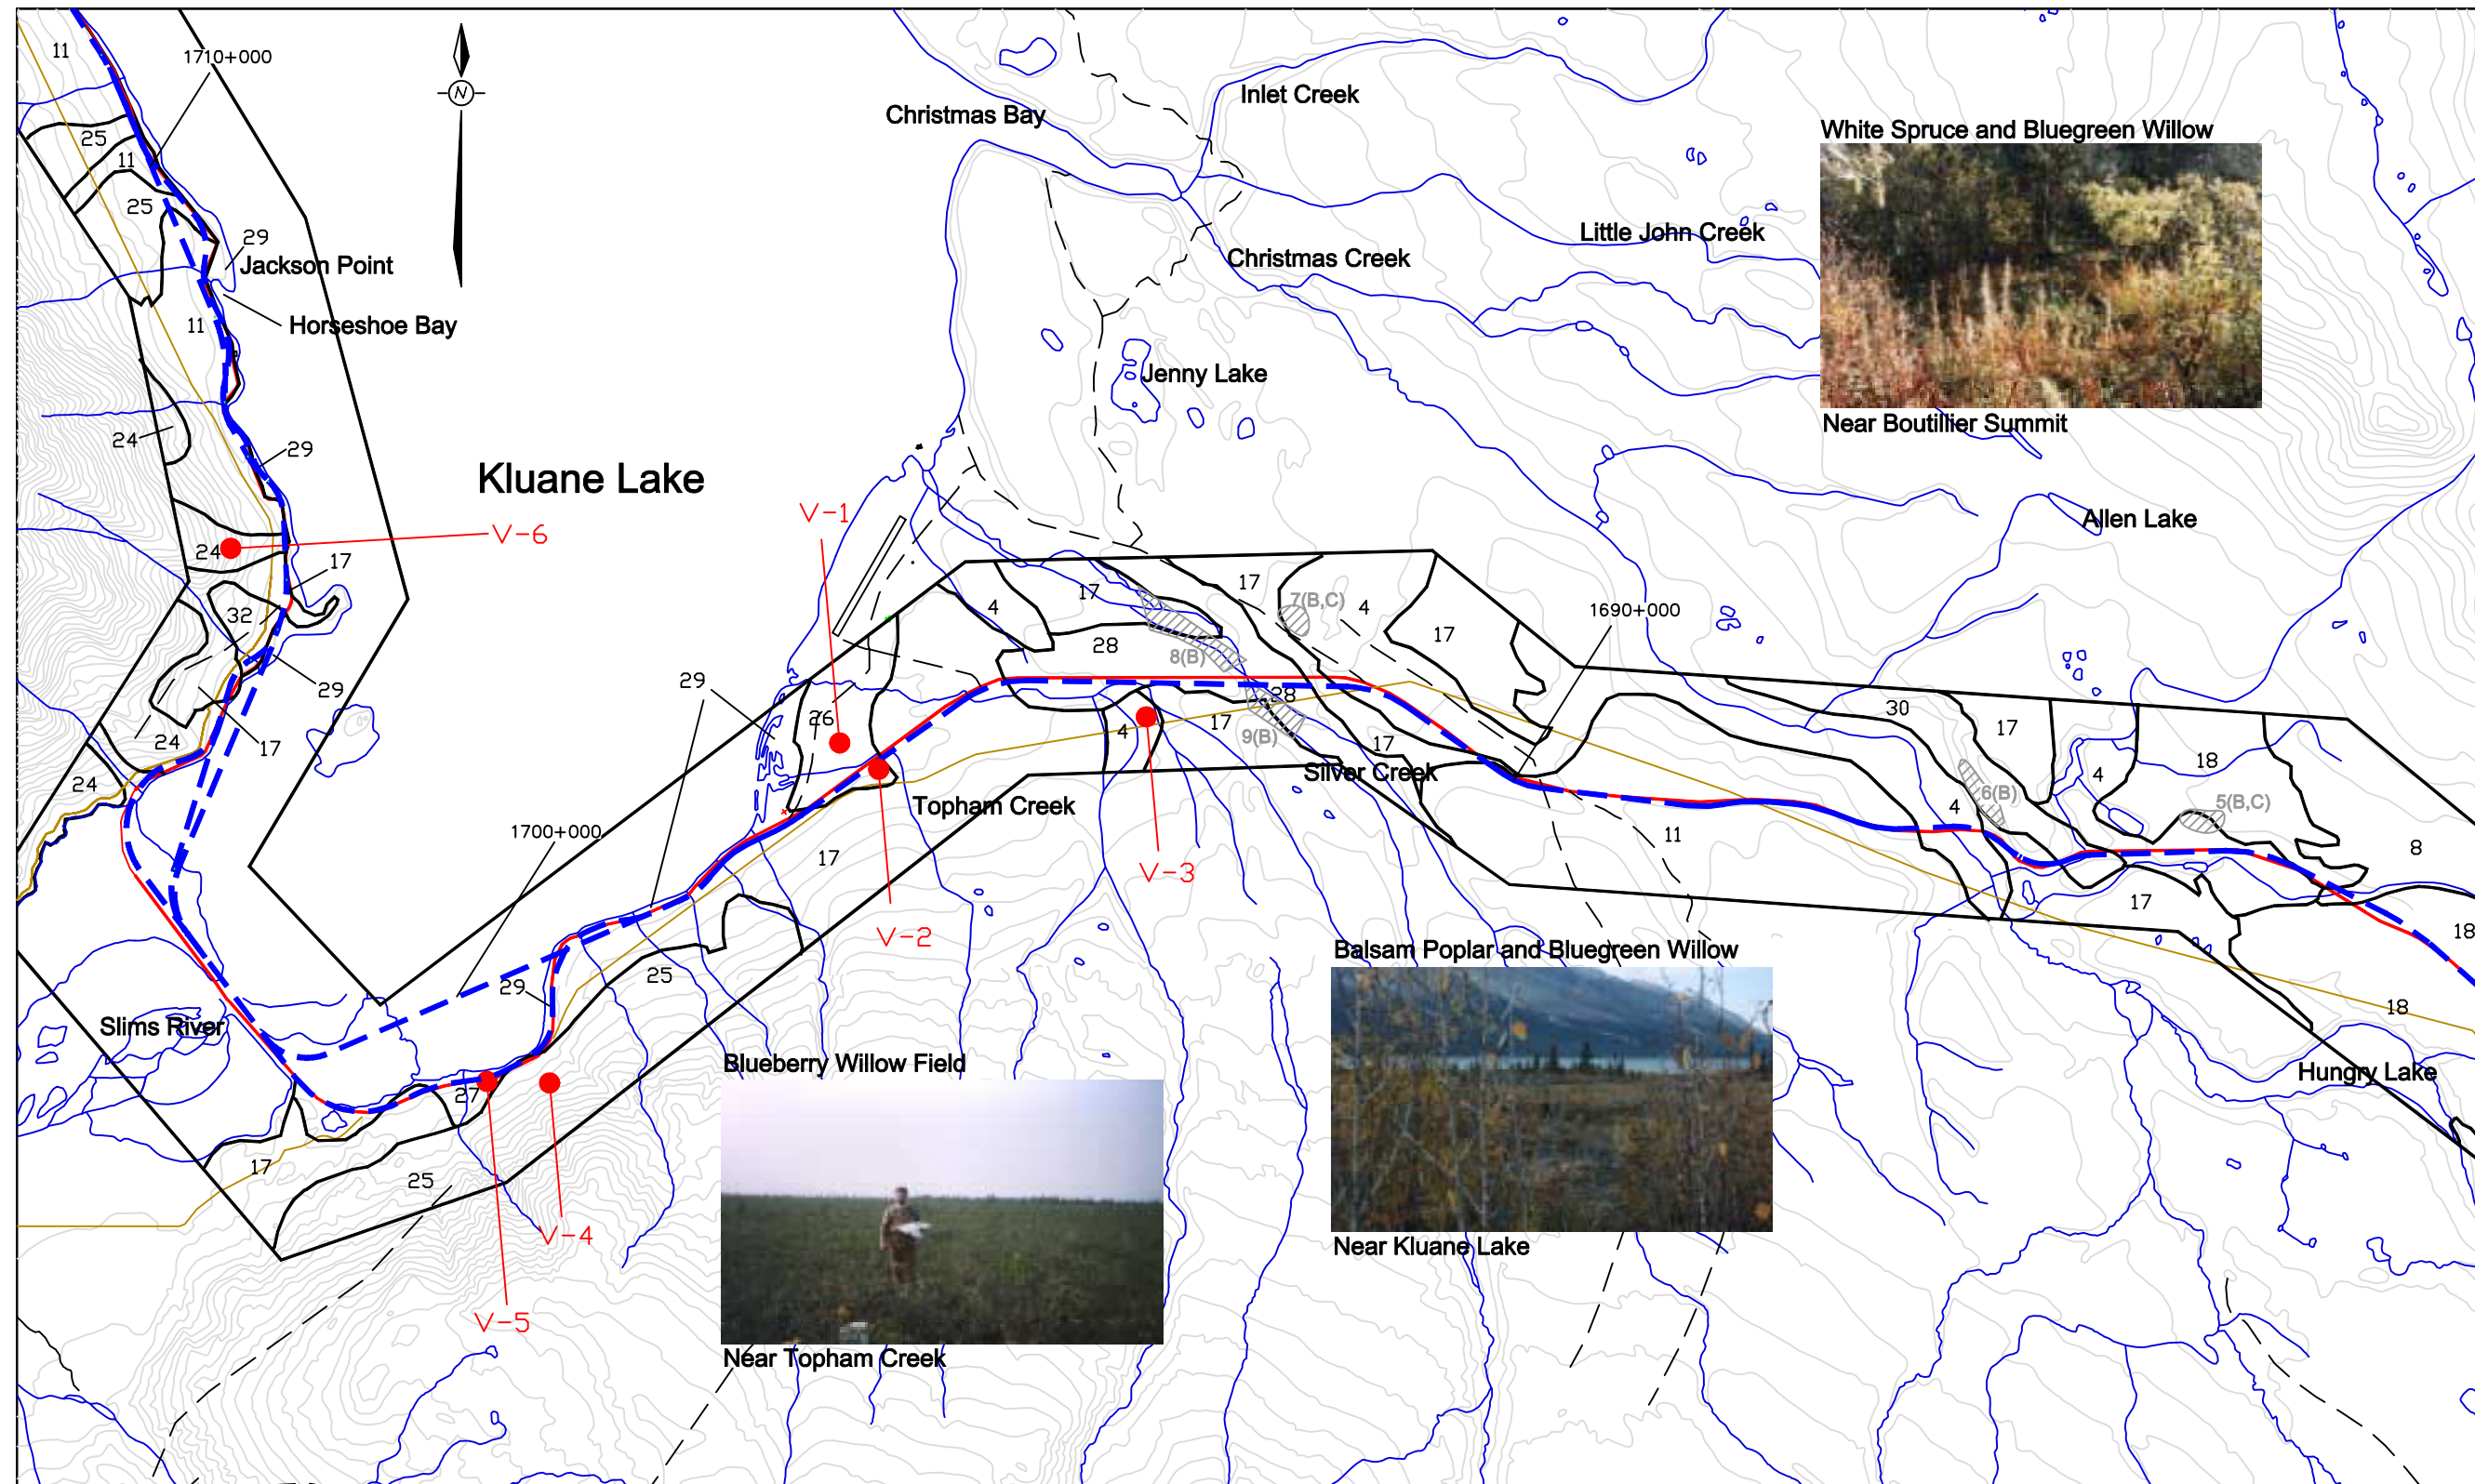 11
1710+000
N
Inlet Creek
Christmas Bay
White Spruce and Bluegreen Willow
25
11
25
29
Jackson Point
Little John Creek
Christmas Creek
11
Horseshoe Bay
Jenny Lake
Near Boutillier Summit
24
29
Kluane Lake
V-1
Allen Lake
V-6
24
17
32
4
17
17
7(B,C)
4
1690+000
17
28
8(B)
29
29
26
28
30
17
4
17
9(B)
17
24
17
Silver Creek
18
4
24
6(B)
4
5(B,C)
Topham Creek
1700+000
11
8
17
V-3
17
V-2
18
Balsam Poplar and Bluegreen Willow
25
29
18
Slims River
Blueberry Willow Field
Hungry Lake
27
17
25
V-4
Near Kluane Lake
V-5
Near Topham Creek